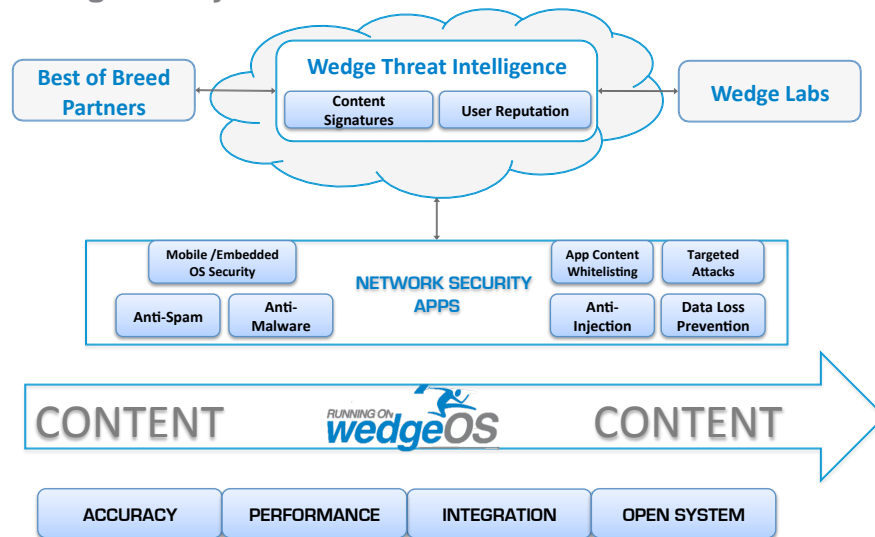 Wedge Threat Intelligence
Best of Breed
Partners
Content
Signatures
User Reputation
Wedge Labs
Mobile /Embedded
OS Security
App Content
Whitelisting
Targeted
Attacks
NETWORK SECURITY
APPS
Anti-Spam
Anti-
Malware
Anti-
Injection
Data Loss
Prevention
CONTENT
RUNNING ON
wedgeOS
CONTENT
ACCURACY
PERFORMANCE
INTEGRATION
OPEN SYSTEM